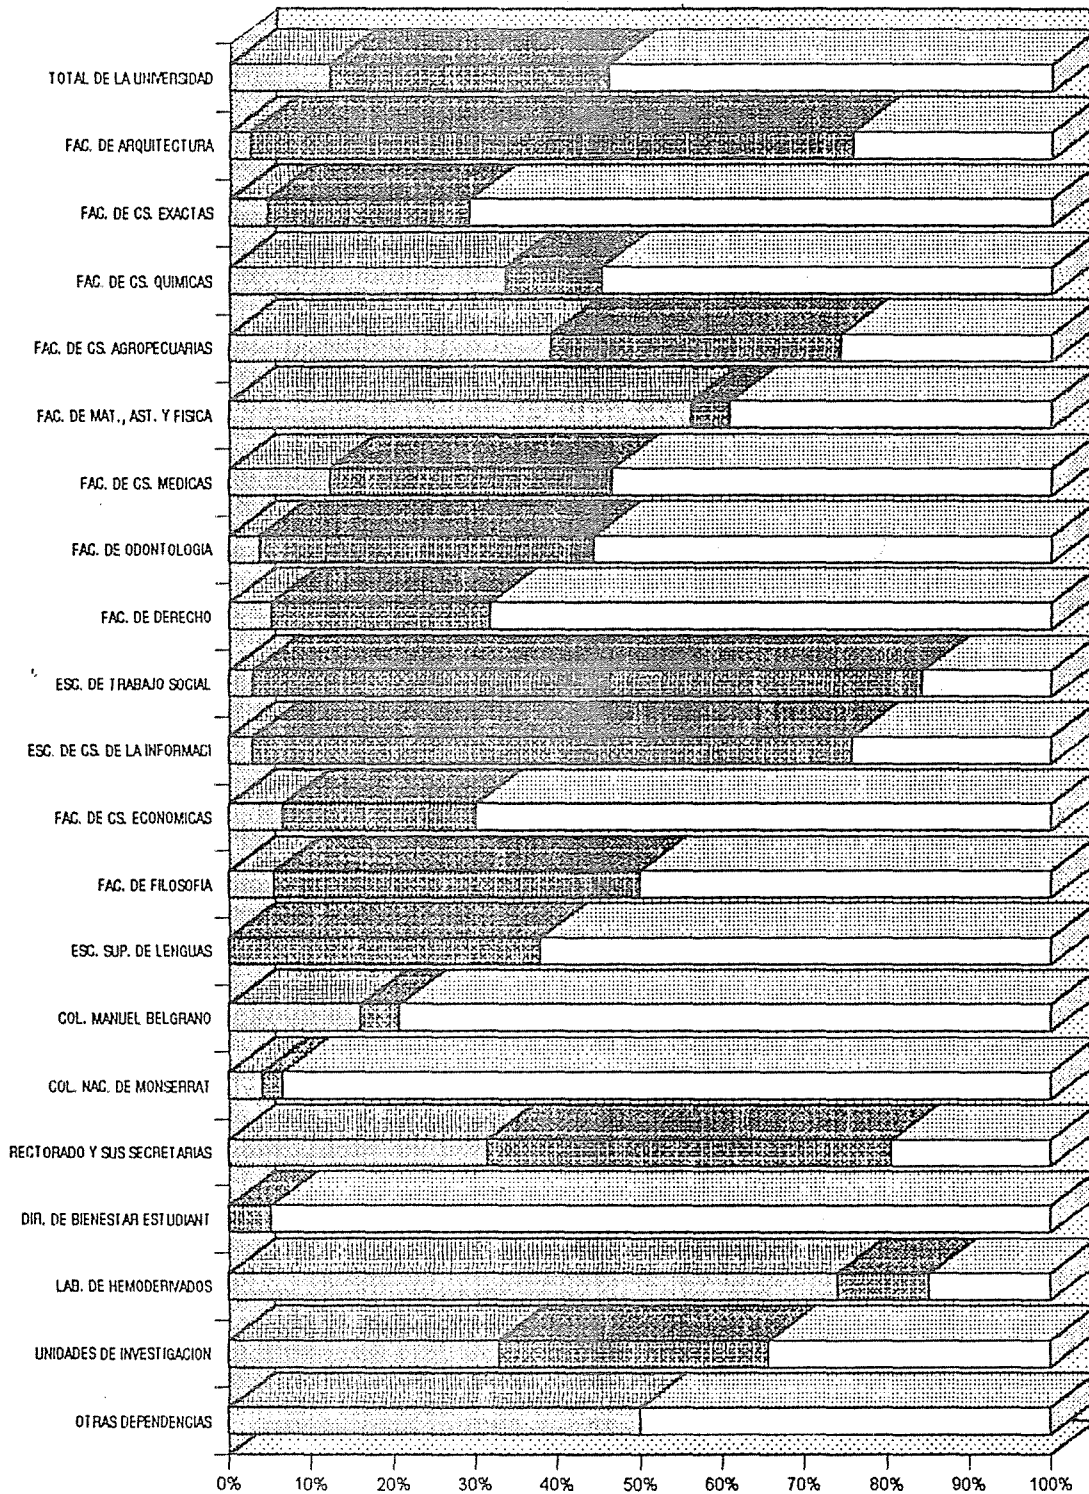 TOTAL DE LA UNIVERSIDAD
FAC. DE ARQUITECTURA
FAC. DE CS. EXACTAS
FAC. DE CS. QUIMICAS
FAC. DE CS. AGROPECUARIAS
FAC. DE MAT., AST. Y FISICA
FAC. DE CS. MEDICAS
FAC. DE ODONTOLOGIA
FAC. DE DERECHO
ESC. DE TRABAJO SOCIAL
ESC. DE CS. DE LA INFORMACI
FAC. DE CS. ECONOMICAS
FAC. DE FILOSOFIA
ESC. SUP. DE LENGUAS
COL. MANUEL BELGRANO
COL. NAC. DE MONSERRAT
RECTORADO Y SUS SECRETARIAS
DIR. DE BIENESTAR ESTUDIANT
LAB. DE HEMODERIVADOS
UNIDADES DE INVESTIGACION
OTRAS DEPENDENCIAS
0% 10% 20% 30% 40% 50% 60% 70% 80% 90% 100%